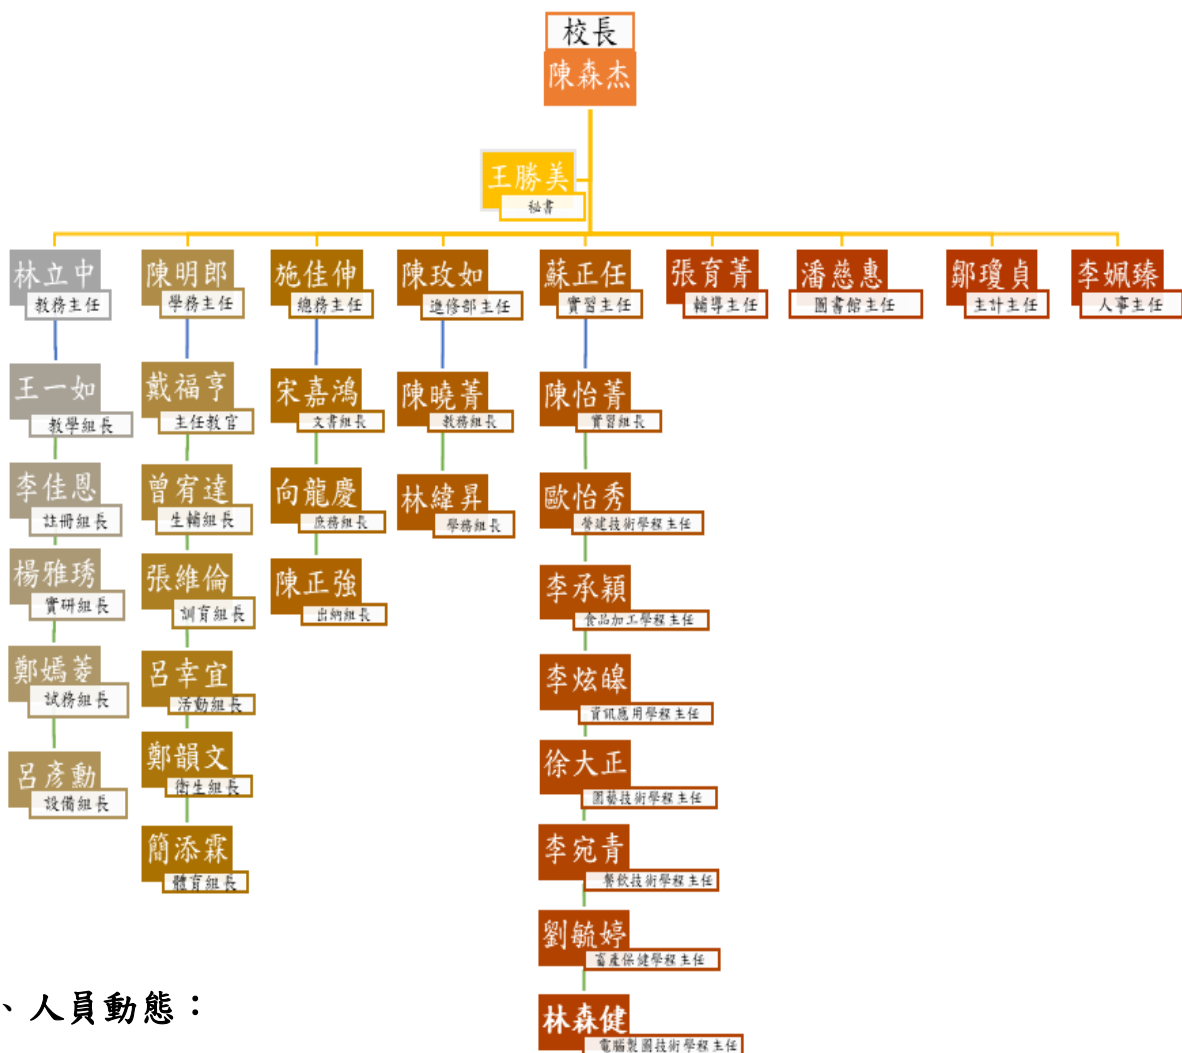 校長
陳森杰
王勝美
秘書
林立中
教務主任
陳明郎
學務主任
施佳伸
總務主任
陳玫如
進修部主任
蘇正任
實習主任
張育菁
輔導主任
潘慈惠
圖書館主任
鄒瓊貞
主計主任
李姵臻
人事主任
王一如
教學組長
李佳恩
註冊組長
楊雅琇
實研組長
鄭嫣菱
試務組長
呂彥勳
設備組長
戴福亨
主任教官
曾宥達
生輔組長
張維倫
訓育組長
呂幸宜
活動組長
鄭韻文
衛生組長
簡添霖
體育組長
宋嘉鴻
文書組長
向龍慶
庶務組長
陳正強
出納組長
陳曉菁
教務組長
林緯昇
學務組長
陳怡菁
實習組長
歐怡秀
營建技術學程主任
李承穎
食品加工學程主任
李炫皞
資訊應用學程主任
徐大正
園藝技術學程主任
李宛青
餐飲技術學程主任
劉毓婷
畜產保健學程主任
林森健
電腦製圖技術學程主任
、人員動態：